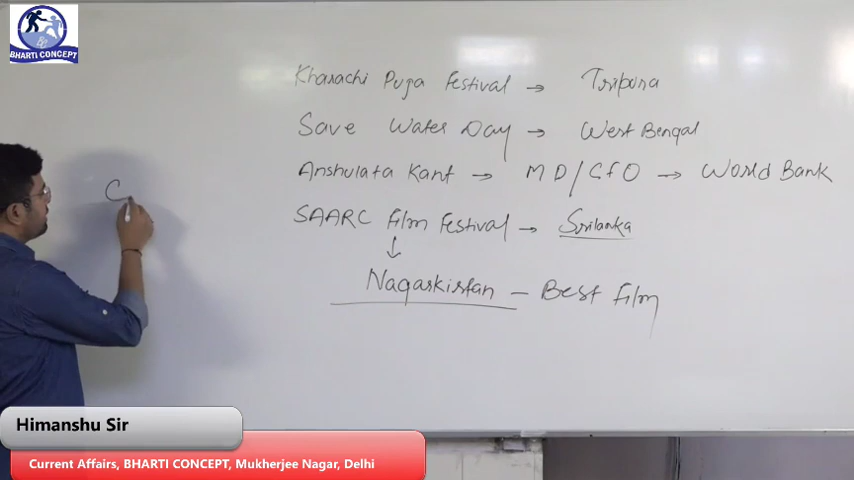 BHARTI CONCEPT
Kharachi Puja Festival → Tripura
Save Water Day → West Bengal
Anshulata Kant → MD/CFO → World Bank
SAARC Film Festival → Srilanka
↓
Nagarkirtan - Best Film
C
Himanshu Sir
Current Affairs, BHARTI CONCEPT, Mukherjee Nagar, Delhi